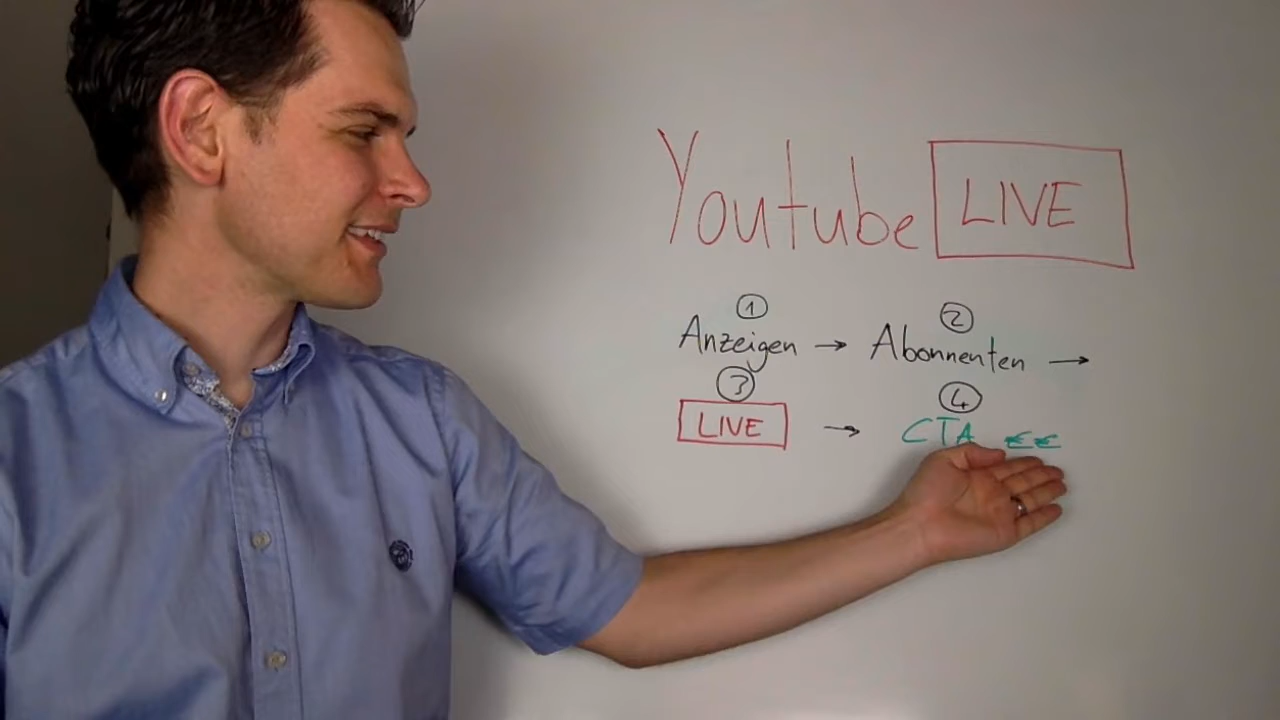 Youtube LIVE
① ②
Anzeigen → Abonnenten →
③ ④
LIVE → CTA €€